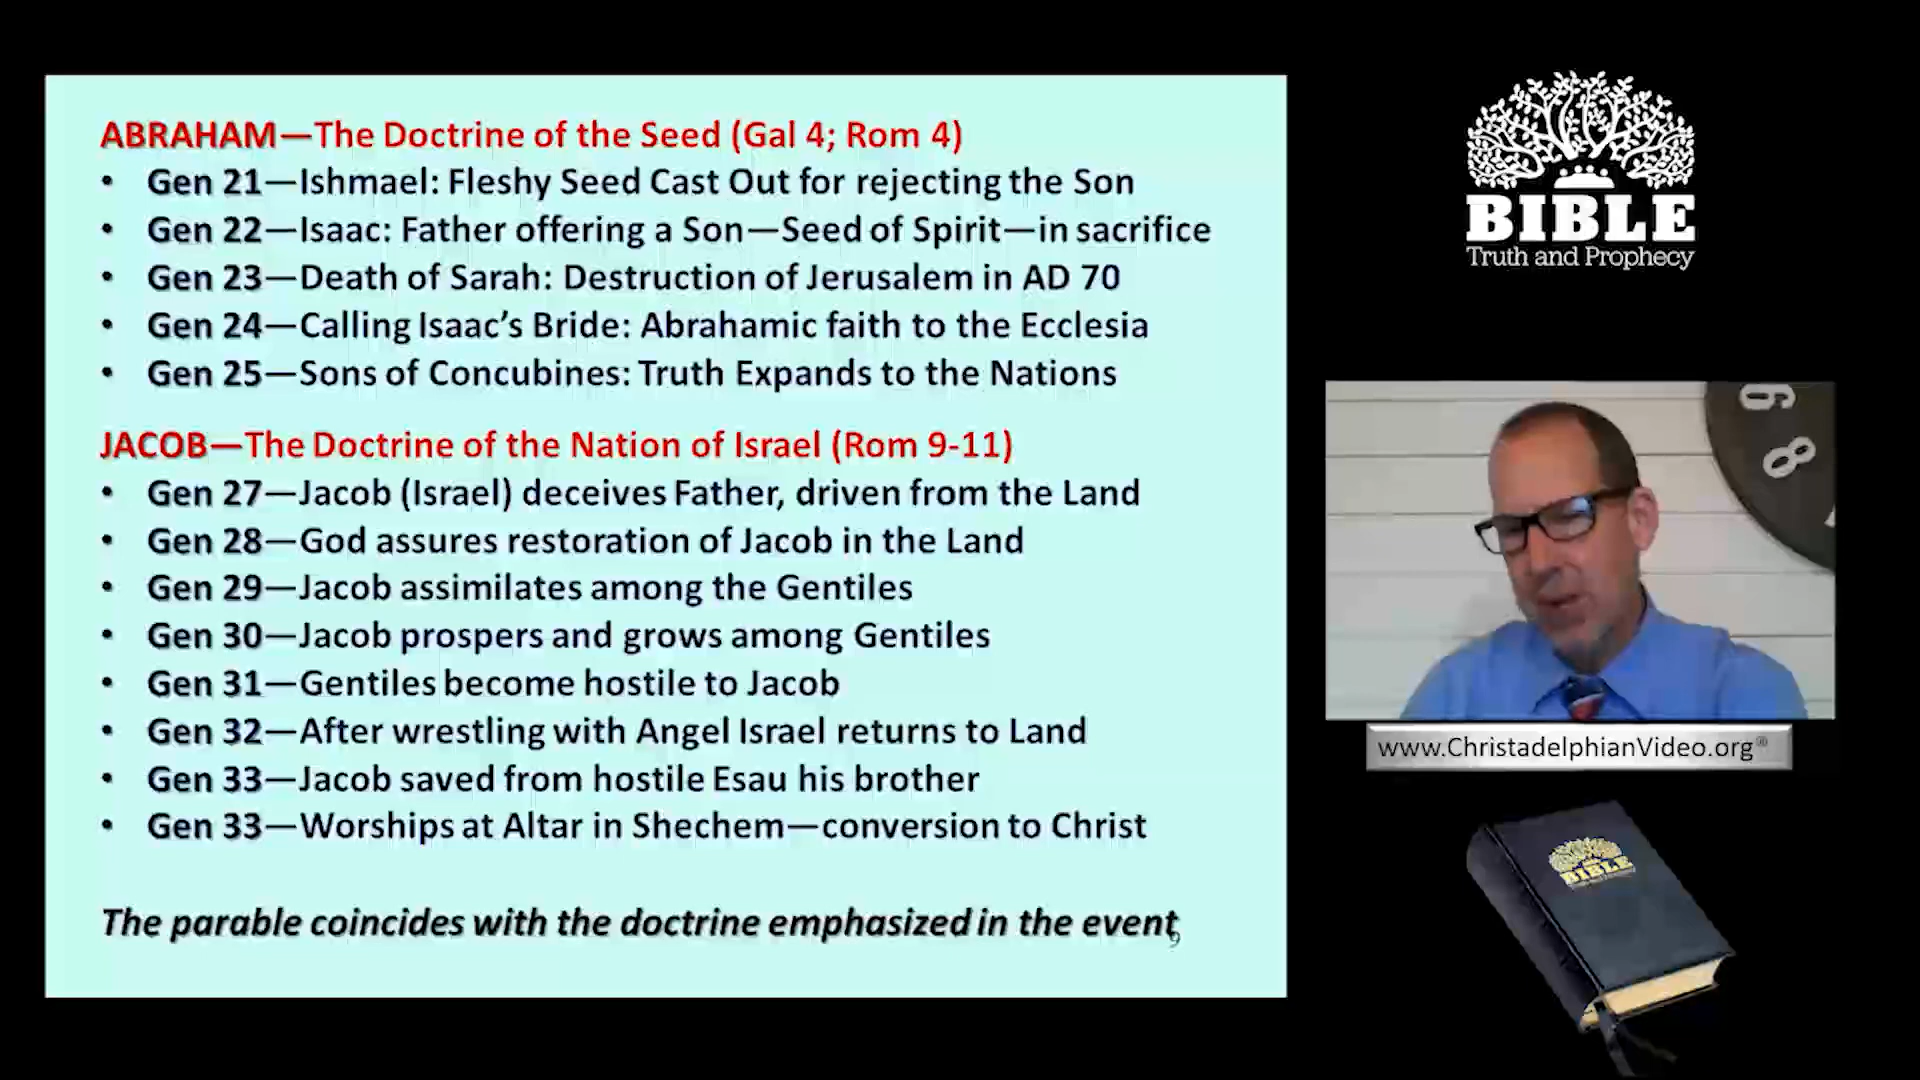 ABRAHAM—The Doctrine of the Seed (Gal 4; Rom 4)
• Gen 21—Ishmael: Fleshy Seed Cast Out for rejecting the Son
• Gen 22—Isaac: Father offering a Son—Seed of Spirit—in sacrifice
• Gen 23—Death of Sarah: Destruction of Jerusalem in AD 70
• Gen 24—Calling Isaac's Bride: Abrahamic faith to the Ecclesia
• Gen 25—Sons of Concubines: Truth Expands to the Nations
JACOB—The Doctrine of the Nation of Israel (Rom 9-11)
• Gen 27—Jacob (Israel) deceives Father, driven from the Land
• Gen 28—God assures restoration of Jacob in the Land
• Gen 29—Jacob assimilates among the Gentiles
• Gen 30—Jacob prospers and grows among Gentiles
• Gen 31—Gentiles become hostile to Jacob
• Gen 32—After wrestling with Angel Israel returns to Land
• Gen 33—Jacob saved from hostile Esau his brother
• Gen 33—Worships at Altar in Shechem—conversion to Christ
The parable coincides with the doctrine emphasized in the event
9
BIBLE
Truth and Prophecy
6
8
www.ChristadelphianVideo.org®
BIBLE